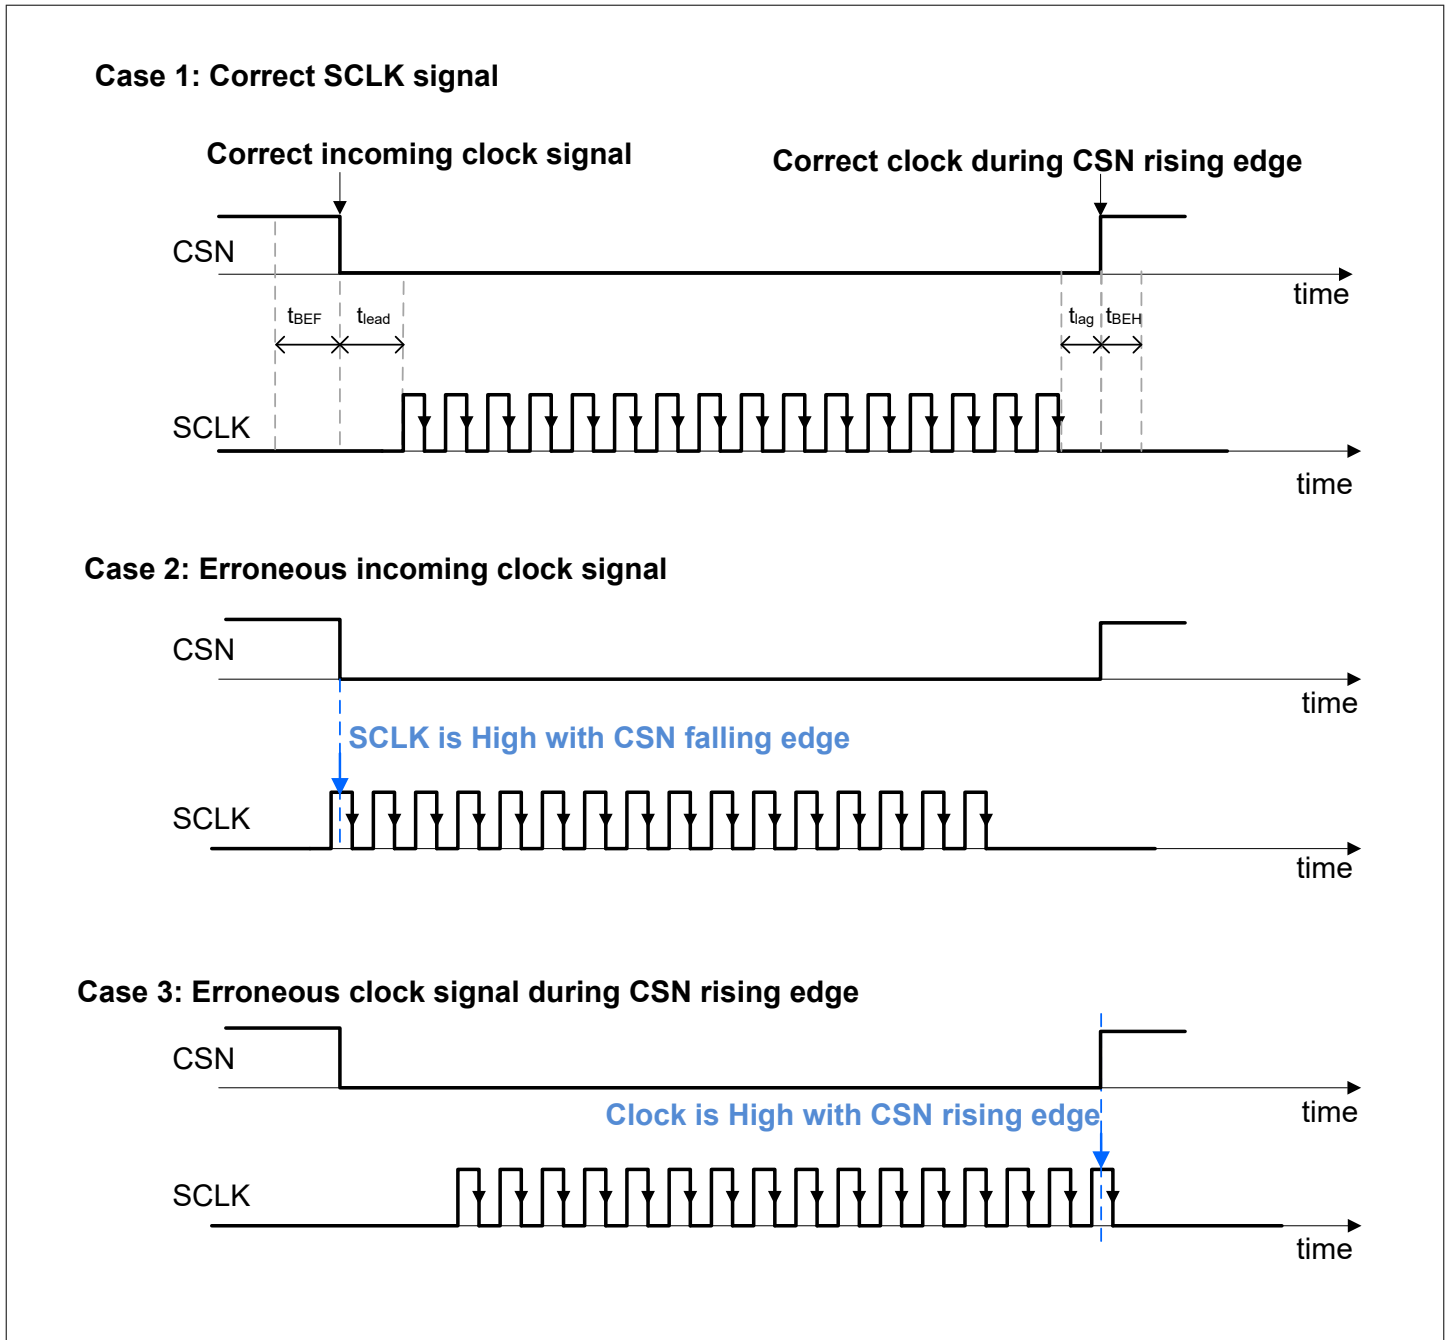 Case 1: Correct SCLK signal
Correct incoming clock signal
Correct clock during CSN rising edge
CSN
time
tBEF
tlead
tlag
tBEH
SCLK
time
Case 2: Erroneous incoming clock signal
CSN
time
SCLK is High with CSN falling edge
SCLK
time
Case 3: Erroneous clock signal during CSN rising edge
CSN
time
Clock is High with CSN rising edge
SCLK
time